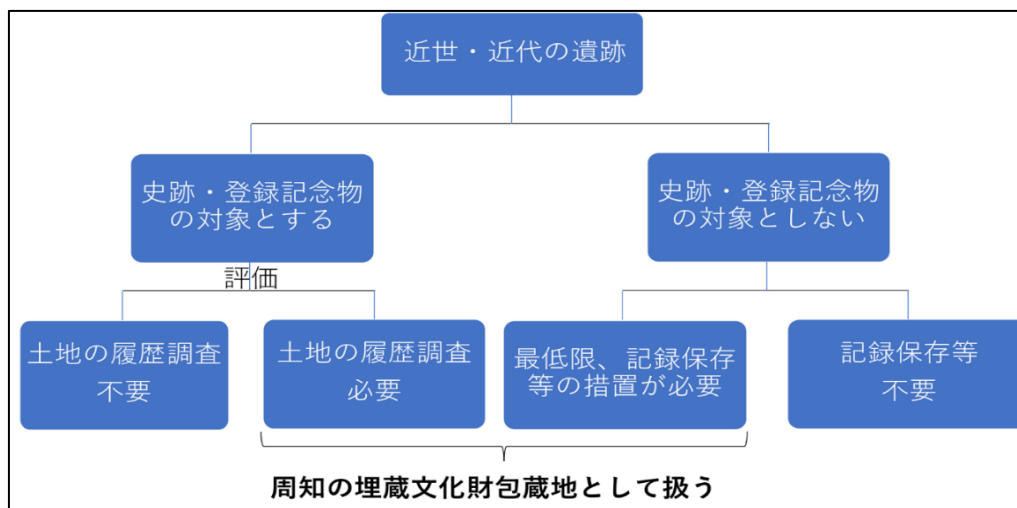 近世・近代の遺跡
史跡・登録記念物
の対象とする
史跡・登録記念物
の対象としない
評価
土地の履歴調査
不要
土地の履歴調査
必要
最低限、記録保存
等の措置が必要
記録保存等
不要
周知の埋蔵文化財包蔵地として扱う